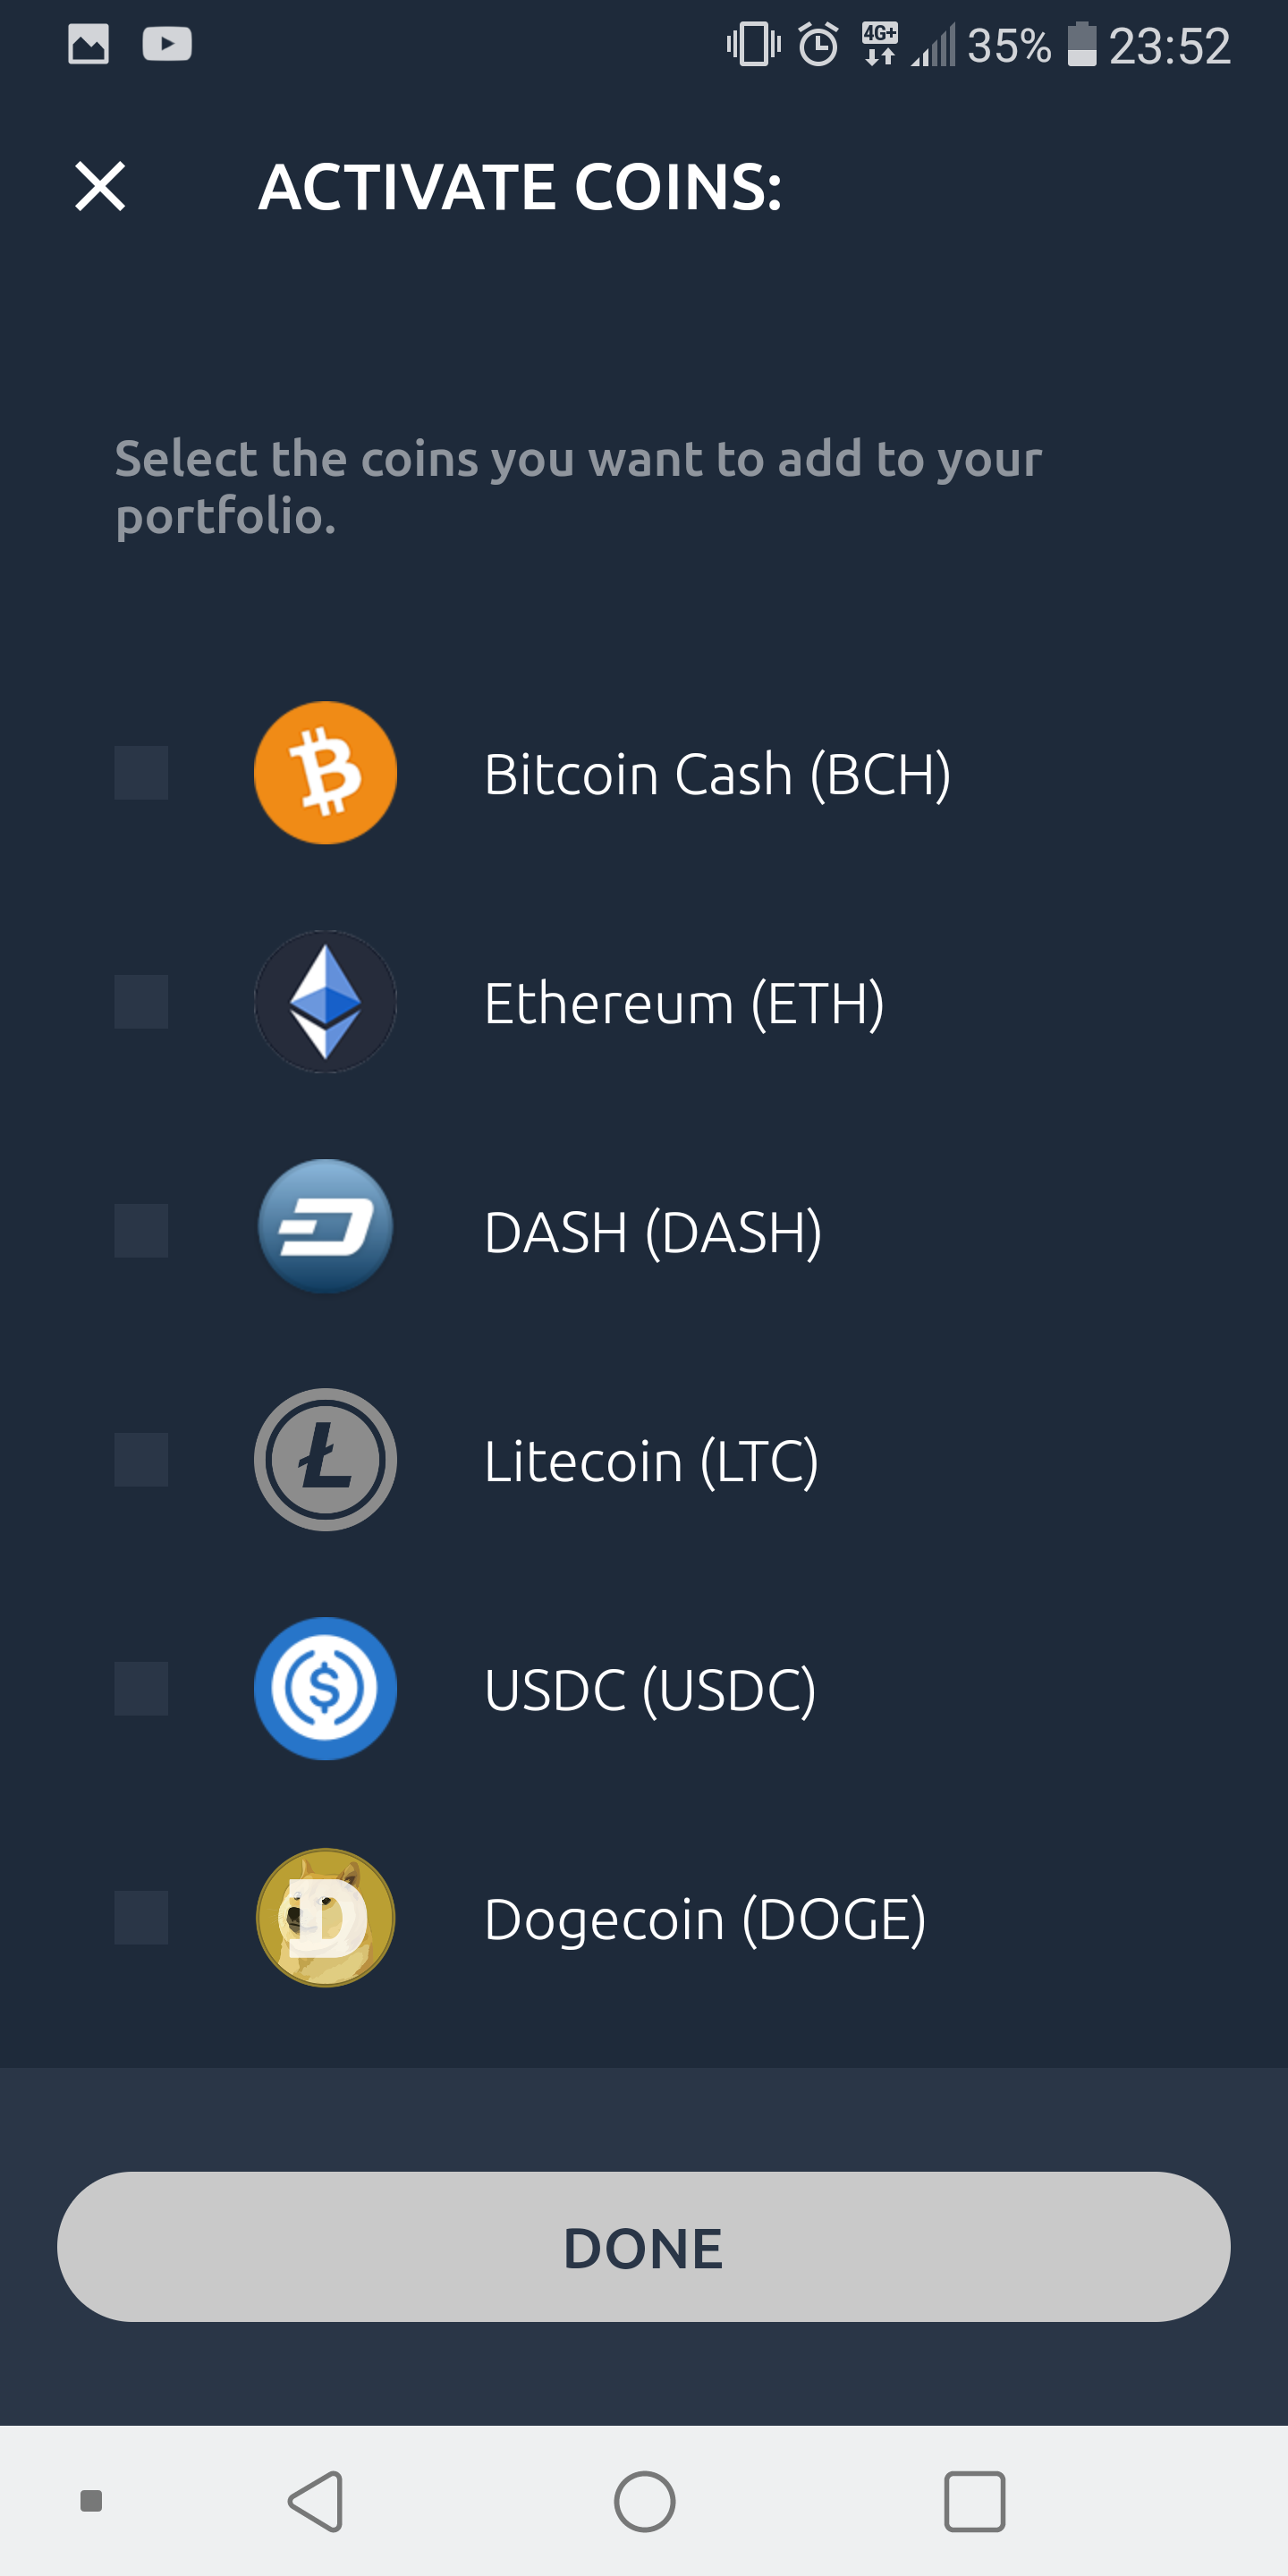 4G+ 35% 23:52
ACTIVATE COINS:
Select the coins you want to add to your
portfolio.
Bitcoin Cash (BCH)
Ethereum (ETH)
DASH (DASH)
Litecoin (LTC)
USDC (USDC)
Dogecoin (DOGE)
DONE